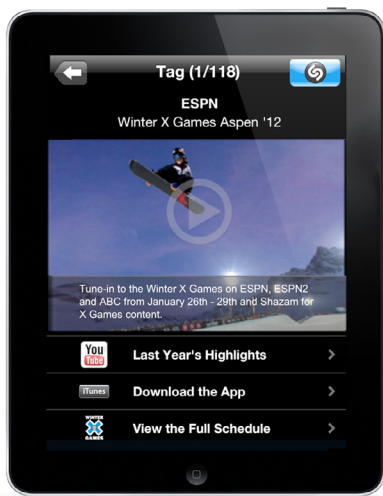 Tag (1/118)
ESPN
Winter X Games Aspen '12
Tune-in to the Winter X Games on ESPN, ESPN2
and ABC from January 26th - 29th and Shazam for
X Games content.
You
Tube
Last Year's Highlights
iTunes
Download the App
WINTER
X
GAMES
View the Full Schedule